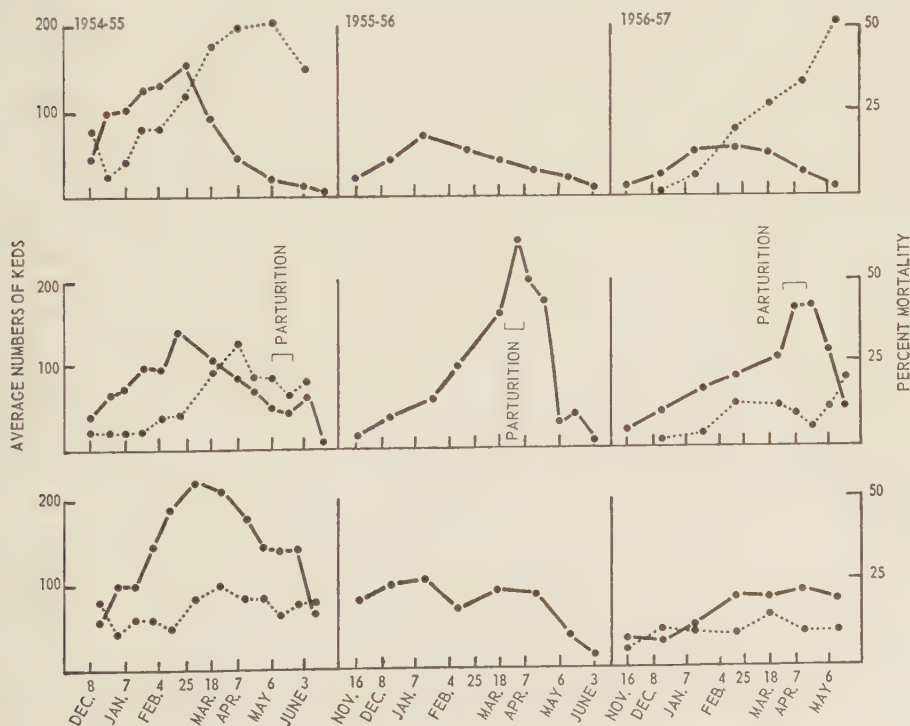 1954-55
1955-56
1956-57
200
100
50
25
AVERAGE NUMBERS OF KEDS
PERCENT MORTALITY
200
100
PARTURITION
PARTURITION
PARTURITION
50
25
200
100
50
25
DEC. 8
JAN. 7
FEB. 4
25
MAR. 18
APR. 7
MAY 6
JUNE 3
NOV. 16
DEC. 8
JAN. 7
FEB. 4
25
MAR. 18
APR. 7
MAY 6
JUNE 3
NOV. 16
DEC. 8
JAN. 7
FEB. 4
25
MAR. 18
APR. 7
MAY 6